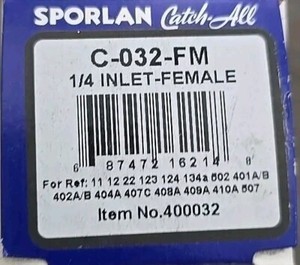 SPORLAN Catch-All
C-032-FM
1/4 INLET-FEMALE
6 87472 16214 8
For Ref: 11 12 22 123 124 134a 502 401A/B
402A/B 404A 407C 408A 409A 410A 507
Item No.400032